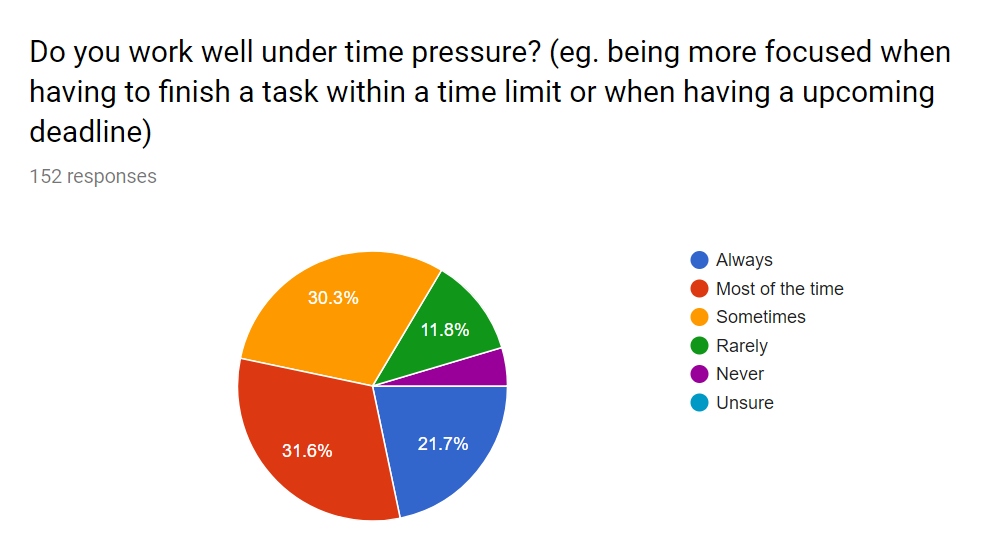 Do you work well under time pressure? (eg. being more focused when
having to finish a task within a time limit or when having a upcoming
deadline)
152 responses
30.3%
11.8%
31.6%
21.7%
Always
Most of the time
Sometimes
Rarely
Never
Unsure